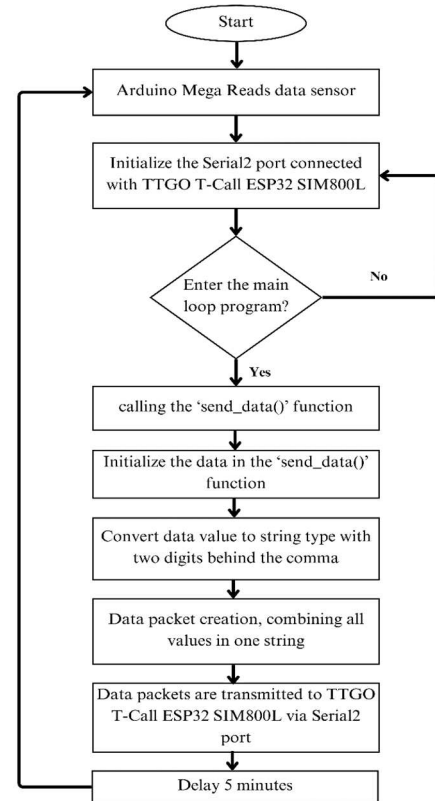 Start
Arduino Mega Reads data sensor
Initialize the Serial2 port connected
with TTGO T-Call ESP32 SIM800L
Enter the main
loop program?
No
Yes
calling the ‘send_data()’ function
Initialize the data in the ‘send_data()’
function
Convert data value to string type with
two digits behind the comma
Data packet creation, combining all
values in one string
Data packets are transmitted to TTGO
T-Call ESP32 SIM800L via Serial2
port
Delay 5 minutes